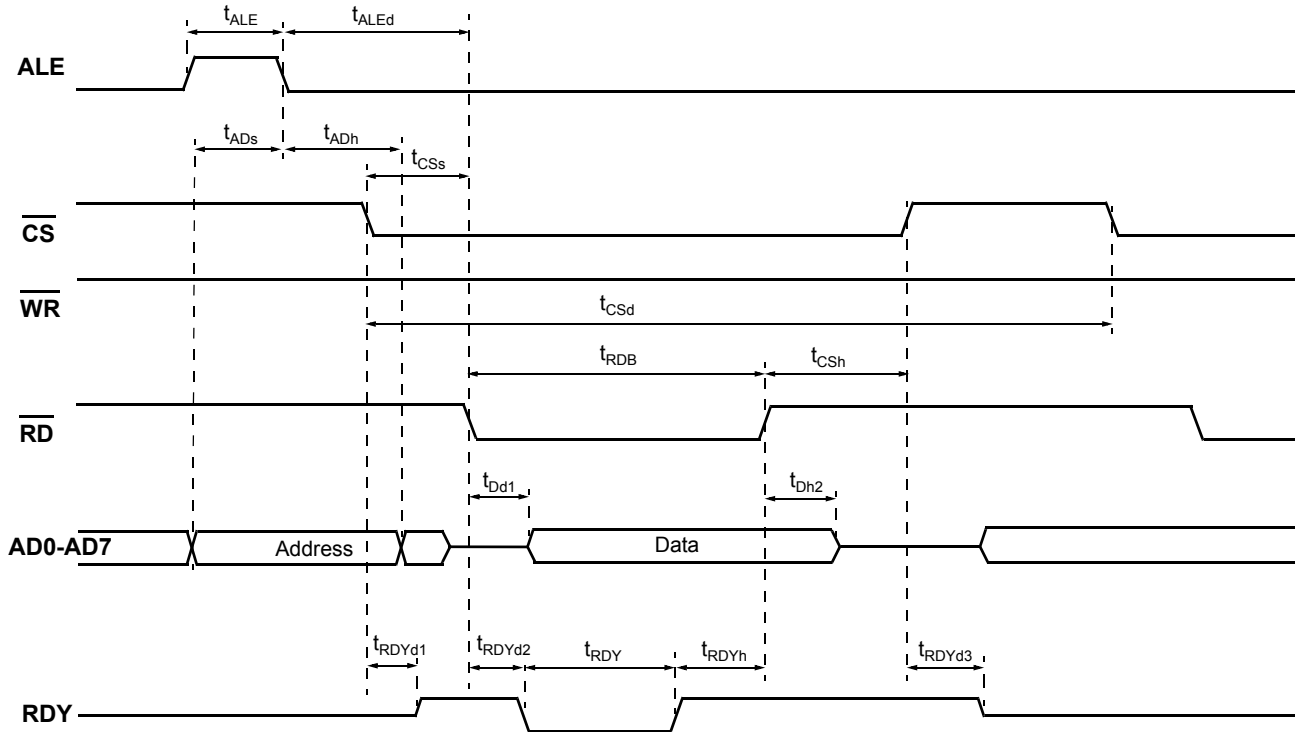 tALE tALEd
ALE
tADs tADh
tCSs
CS
WR
tCSd
tRDB tCSh
RD
tDd1 tDh2
AD0-AD7 Address Data
tRDYd1 tRDYd2 tRDY tRDYh tRDYd3
RDY